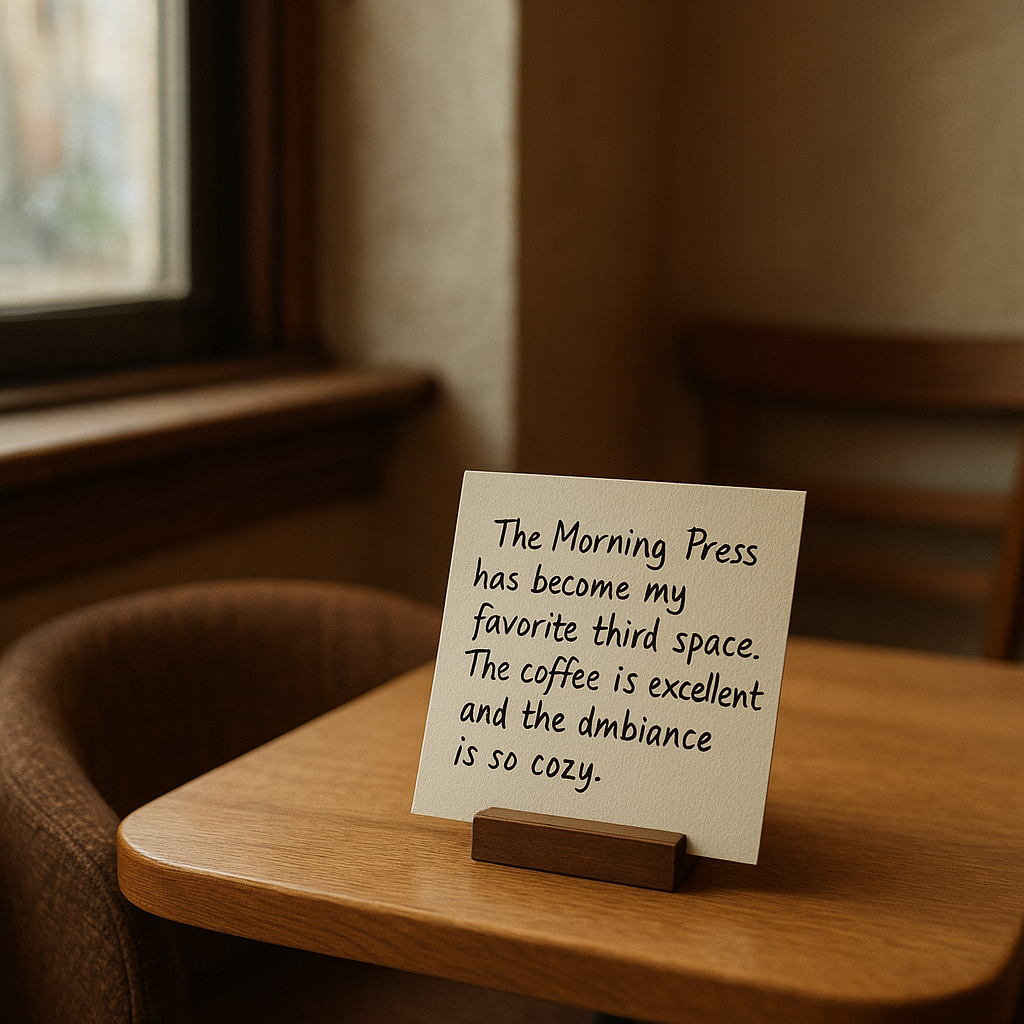 The Morning Press
has become my
favorite third space.
The coffee is excellent
and the dmbiance
is so cozy.